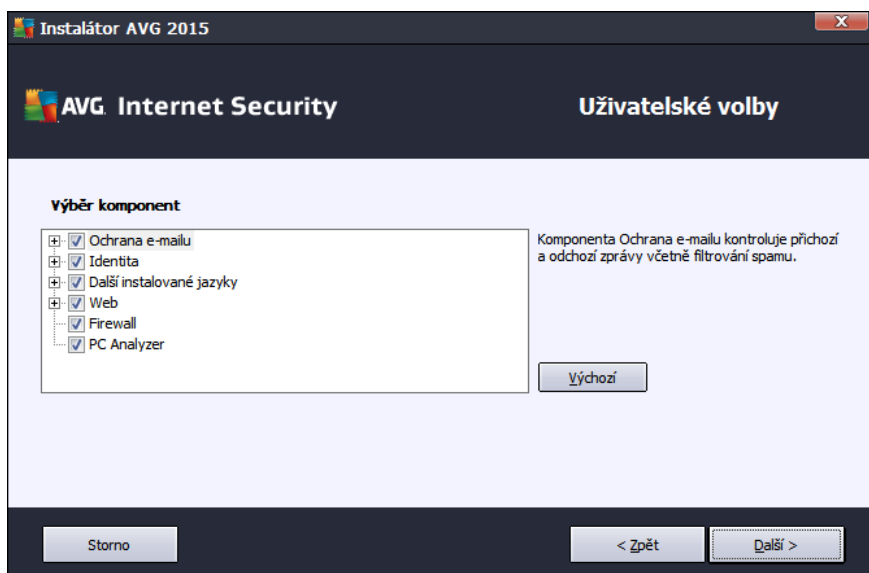 Instalátor AVG 2015
X
AVG. Internet Security
Uživatelské volby
Výběr komponent
Ochrana e-mailu
Identita
Další instalované jazyky
Web
Firewall
PC Analyzer
Komponenta Ochrana e-mailu kontroluje příchozí
a odchozí zprávy včetně filtrování spamu.
Výchozí
Storno
< Zpět
Další >